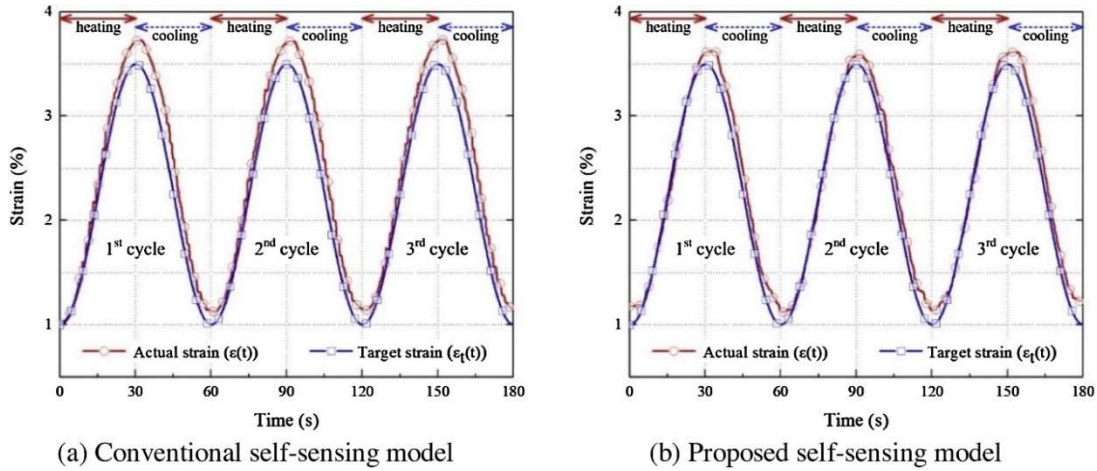 4
3
2
1
Strain (%)
heating
cooling
heating
cooling
heating
cooling
1st cycle
2nd cycle
3rd cycle
Actual strain (ε(t))
Target strain (εt(t))
0 30 60 90 120 150 180
Time (s)
(a) Conventional self-sensing model
4
3
2
1
Strain (%)
heating
cooling
heating
cooling
heating
cooling
1st cycle
2nd cycle
3rd cycle
Actual strain (ε(t))
Target strain (εt(t))
0 30 60 90 120 150 180
Time (s)
(b) Proposed self-sensing model